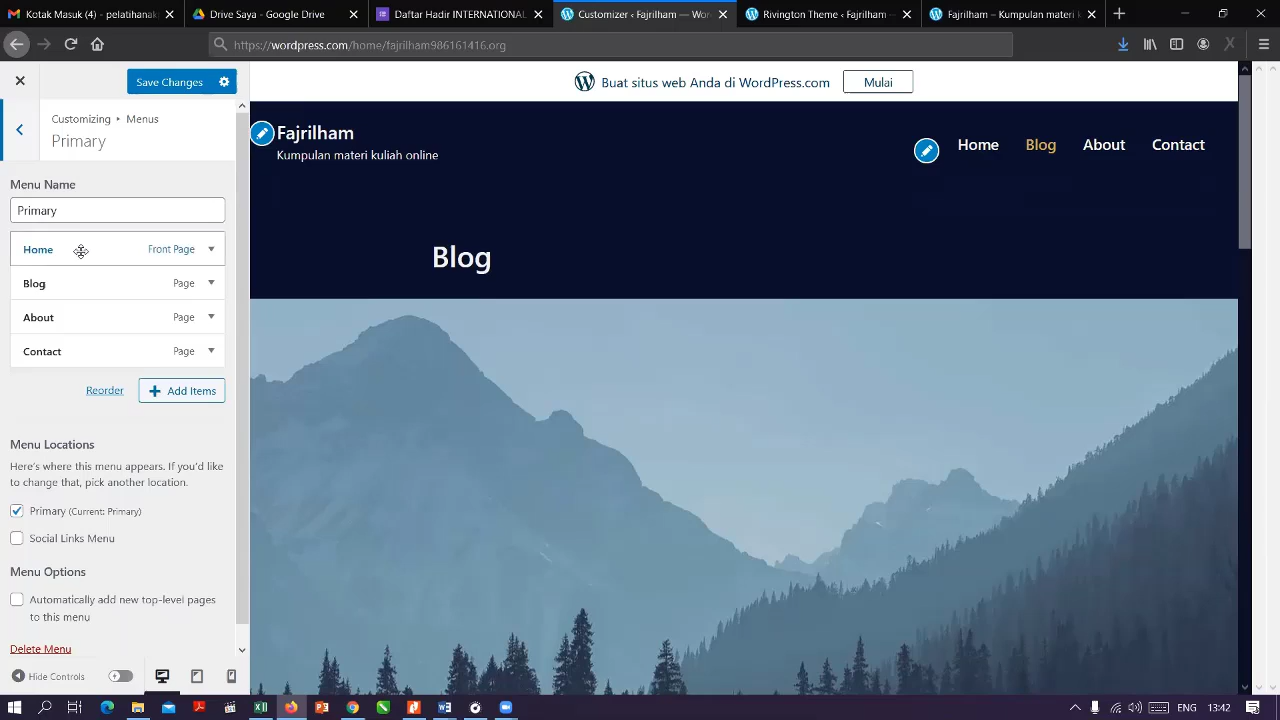 Kotak Masuk (4) - pelatihanak
Drive Saya - Google Drive
Daftar Hadir INTERNATIONAL
Customizer ‹ Fajrilham — Wor
Rivington Theme ‹ Fajrilham —
Fajrilham – Kumpulan materi k
https://wordpress.com/home/fajrilham986161416.org
Save Changes
Buat situs web Anda di WordPress.com
Mulai
Customizing ▸ Menus
Primary
Fajrilham
Kumpulan materi kuliah online
Home Blog About Contact
Menu Name
Primary
Home Front Page
Blog Page
About Page
Contact Page
Reorder
Add Items
Blog
Menu Locations
Here's where this menu appears. If you'd like
to change that, pick another location.
Primary (Current: Primary)
Social Links Menu
Menu Options
Automatically add new top-level pages
to this menu
Delete Menu
Hide Controls
ENG
13:42